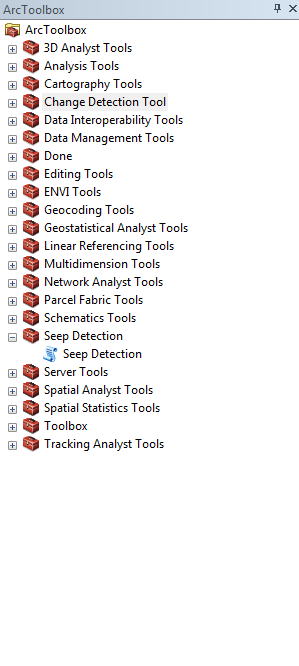 ArcToolbox
ArcToolbox
3D Analyst Tools
Analysis Tools
Cartography Tools
Change Detection Tool
Data Interoperability Tools
Data Management Tools
Done
Editing Tools
ENVI Tools
Geocoding Tools
Geostatistical Analyst Tools
Linear Referencing Tools
Multidimension Tools
Network Analyst Tools
Parcel Fabric Tools
Schematics Tools
Seep Detection
Seep Detection
Server Tools
Spatial Analyst Tools
Spatial Statistics Tools
Toolbox
Tracking Analyst Tools